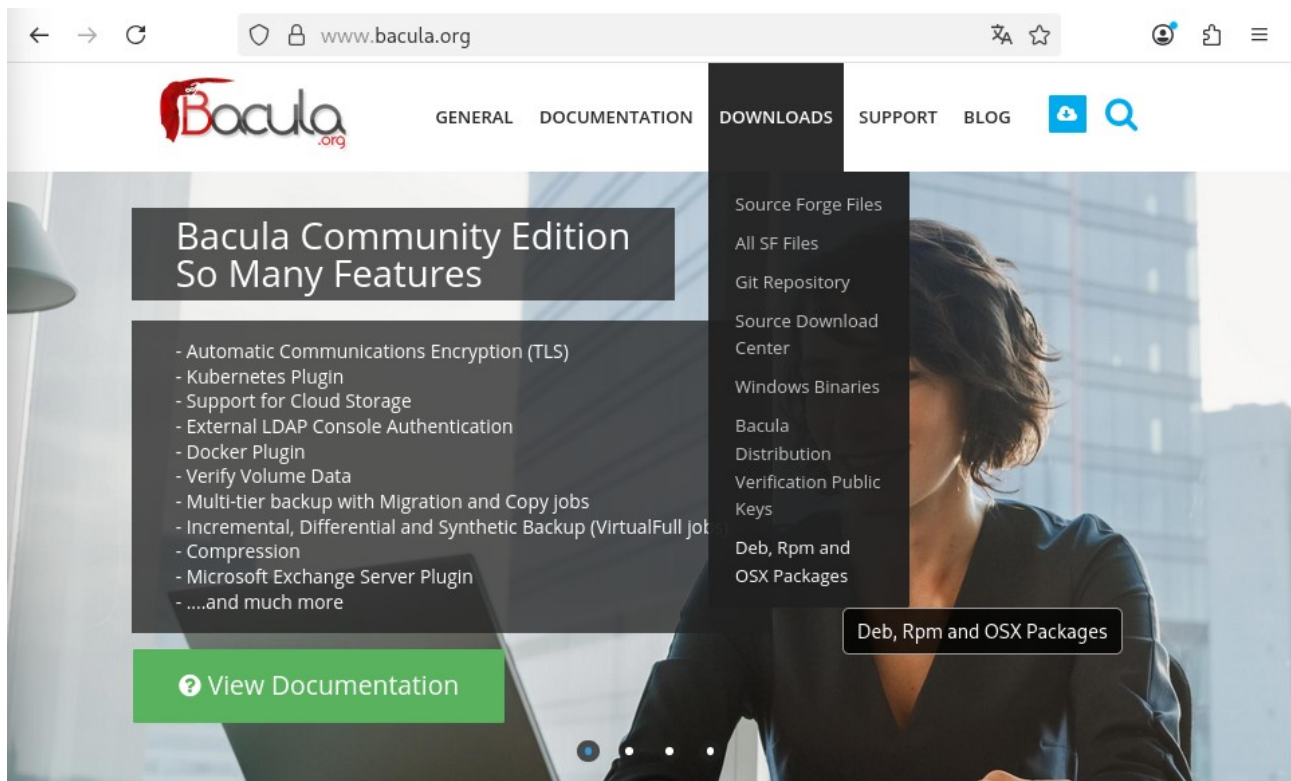 www.bacula.org
Bacula
.org
GENERAL DOCUMENTATION DOWNLOADS SUPPORT BLOG
Bacula Community Edition
So Many Features
- Automatic Communications Encryption (TLS)
- Kubernetes Plugin
- Support for Cloud Storage
- External LDAP Console Authentication
- Docker Plugin
- Verify Volume Data
- Multi-tier backup with Migration and Copy jobs
- Incremental, Differential and Synthetic Backup (VirtualFull jobs)
- Compression
- Microsoft Exchange Server Plugin
- ....and much more
View Documentation
Source Forge Files
All SF Files
Git Repository
Source Download
Center
Windows Binaries
Bacula
Distribution
Verification Public
Keys
Deb, Rpm and
OSX Packages
Deb, Rpm and OSX Packages